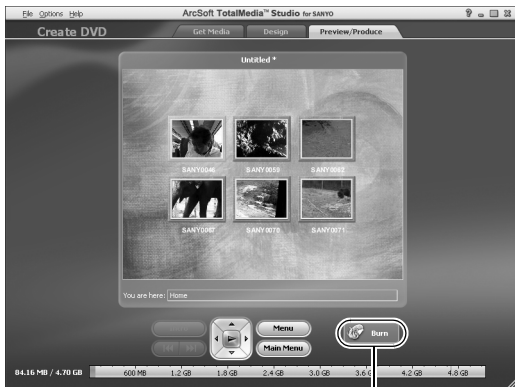 File Options Help
ArcSoft TotalMedia™ Studio for SANYO
Create DVD
Get Media
Design
Preview/Produce
Untitled *
SANY0046
SANY0059
SANY0062
SANY0067
SANY0070
SANY0071
You are here: Home
Menu
Main Menu
Burn
84.16 MB / 4.70 GB
600 MB 1.2 GB 1.8 GB 2.4 GB 3.0 GB 3.6 GB 4.2 GB 4.8 GB